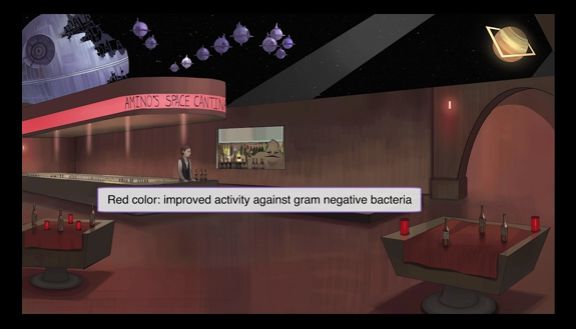 AMINO'S SPACE CANTINA
Red color: improved activity against gram negative bacteria